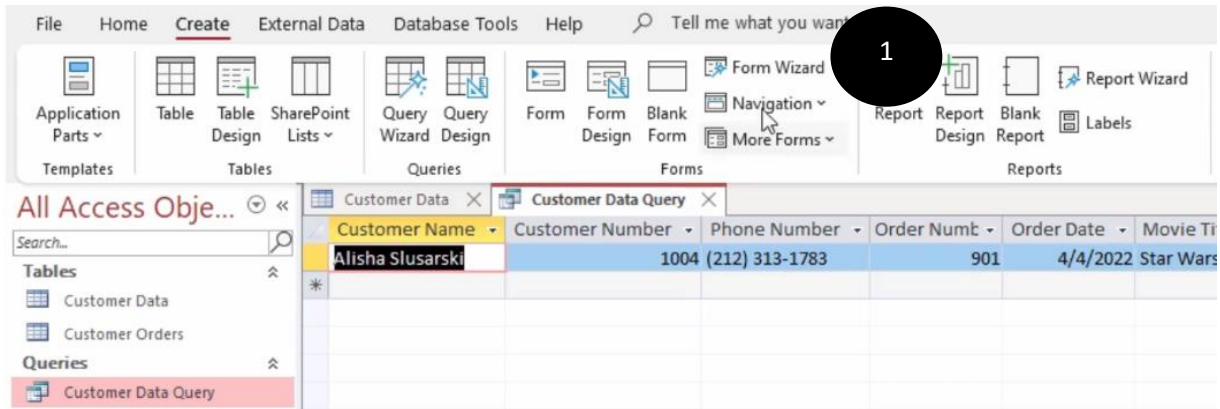 File Home Create External Data Database Tools Help Tell me what you want
1
Application Parts
Table
Table Design
SharePoint Lists
Query Wizard
Query Design
Form
Form Design
Blank Form
Form Wizard
Navigation
More Forms
Report
Report Design
Blank Report
Report Wizard
Labels
Templates Tables Queries Forms Reports
All Access Obje...
Search...
Tables
Customer Data
Customer Orders
Queries
Customer Data Query
Customer Data Customer Data Query
Customer Name Customer Number Phone Number Order Numb Order Date Movie Ti
Alisha Slusarski 1004 (212) 313-1783 901 4/4/2022 Star Wars